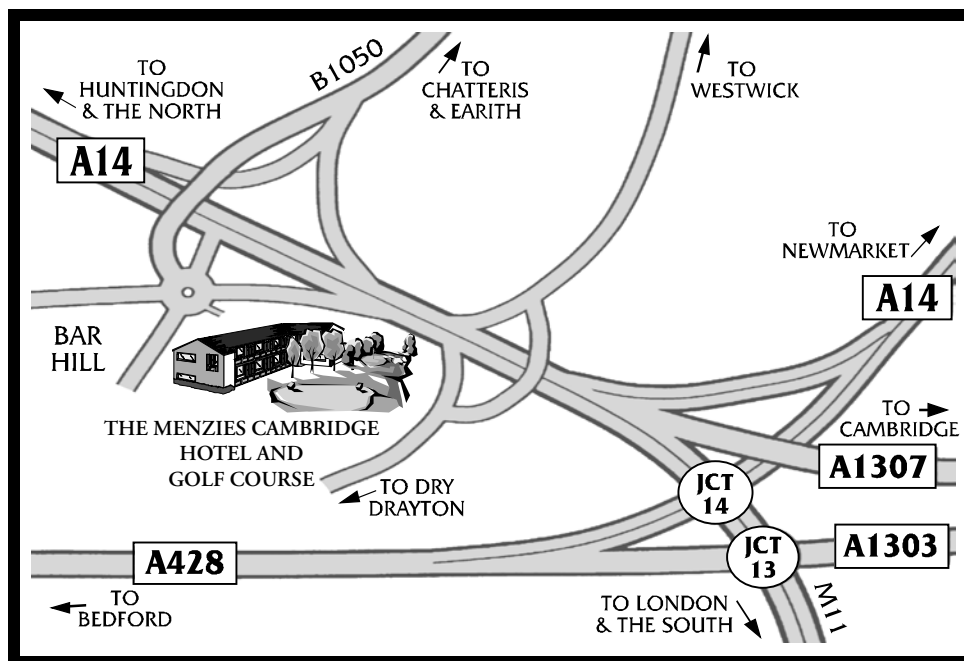 TO
HUNTINGDON
& THE NORTH
B1050
TO
CHATTERIS
& EARITH
TO
WESTWICK
A14
TO
NEWMARKET
A14
BAR
HILL
THE MENZIES CAMBRIDGE
HOTEL AND
GOLF COURSE
TO
CAMBRIDGE
A1307
TO DRY
DRAYTON
JCT
14
A428
JCT
13
A1303
TO
BEDFORD
TO LONDON
& THE SOUTH
M11